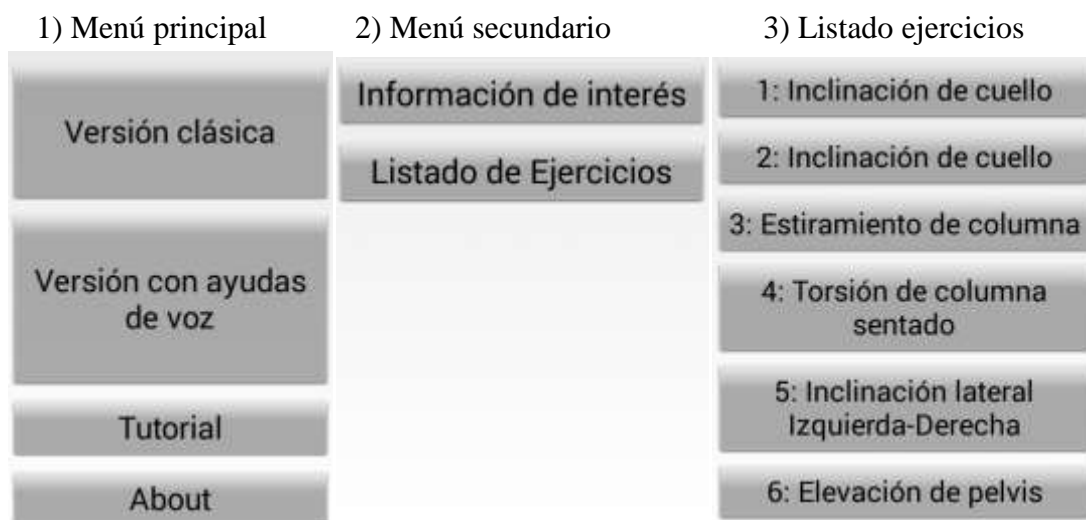 1) Menú principal
Versión clásica
Versión con ayudas
de voz
Tutorial
About
2) Menú secundario
Información de interés
Listado de Ejercicios
3) Listado ejercicios
1: Inclinación de cuello
2: Inclinación de cuello
3: Estiramiento de columna
4: Torsión de columna
sentado
5: Inclinación lateral
Izquierda-Derecha
6: Elevación de pelvis